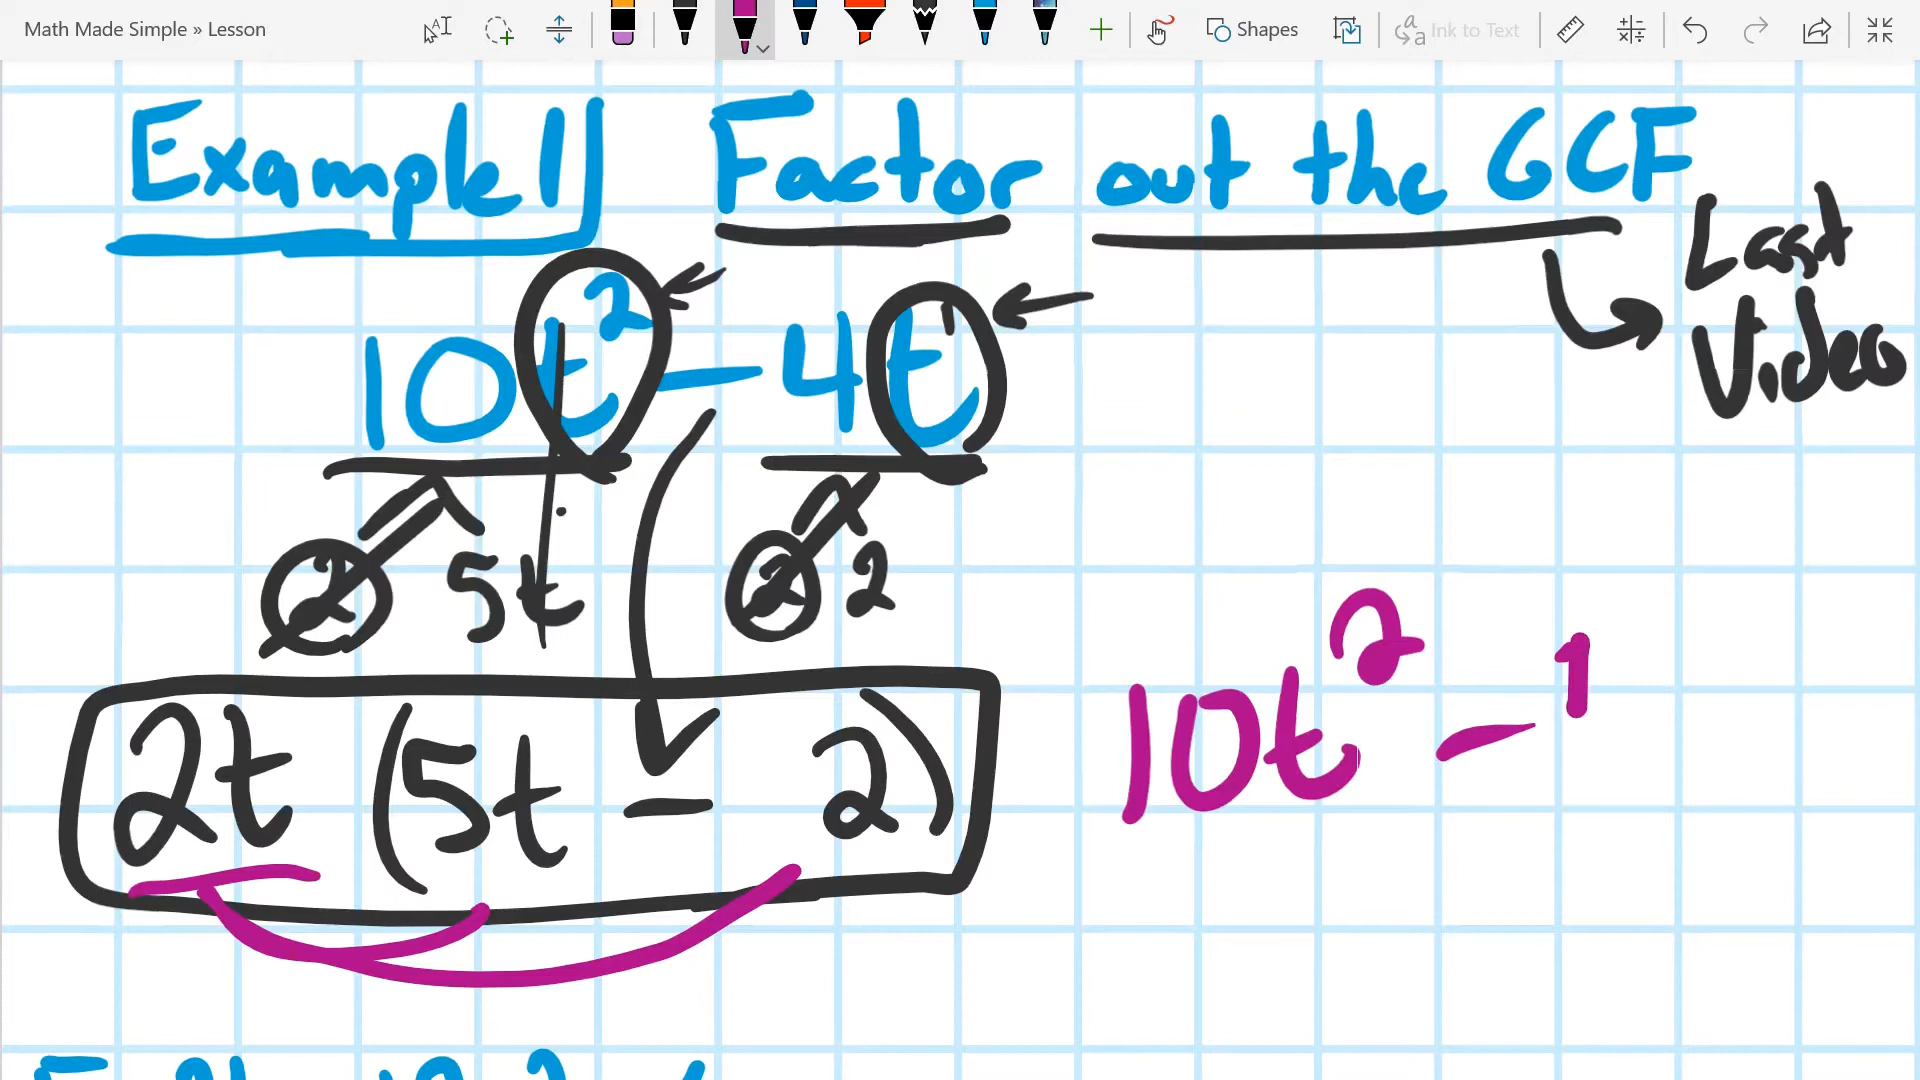 Math Made Simple » Lesson
Shapes
Ink to Text
Example 1) Factor out the GCF
Last
Video
10t² - 4t¹
2 5t 2 2
2t (5t - 2)
10t² - 1